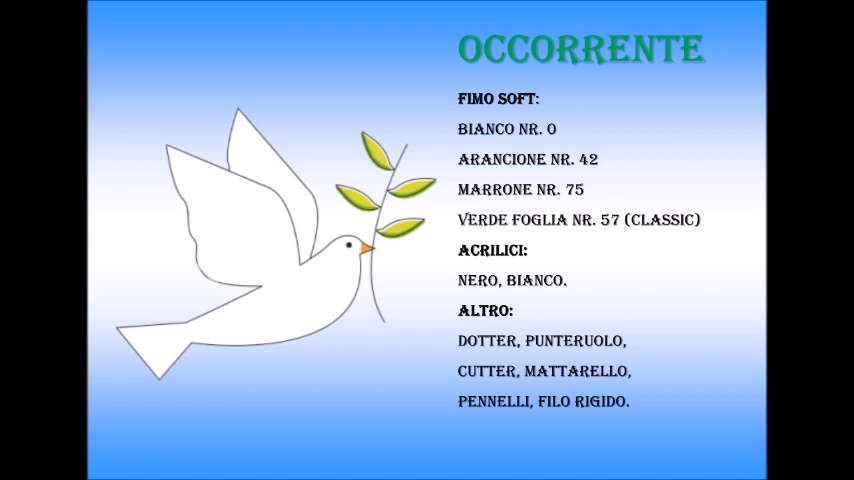 OCCORRENTE
FIMO SOFT:
BIANCO NR. 0
ARANCIONE NR. 42
MARRONE NR. 75
VERDE FOGLIA NR. 57 (CLASSIC)
ACRILICI:
NERO, BIANCO.
ALTRO:
DOTTER, PUNTERUOLO,
CUTTER, MATTARELLO,
PENNELLI, FILO RIGIDO.